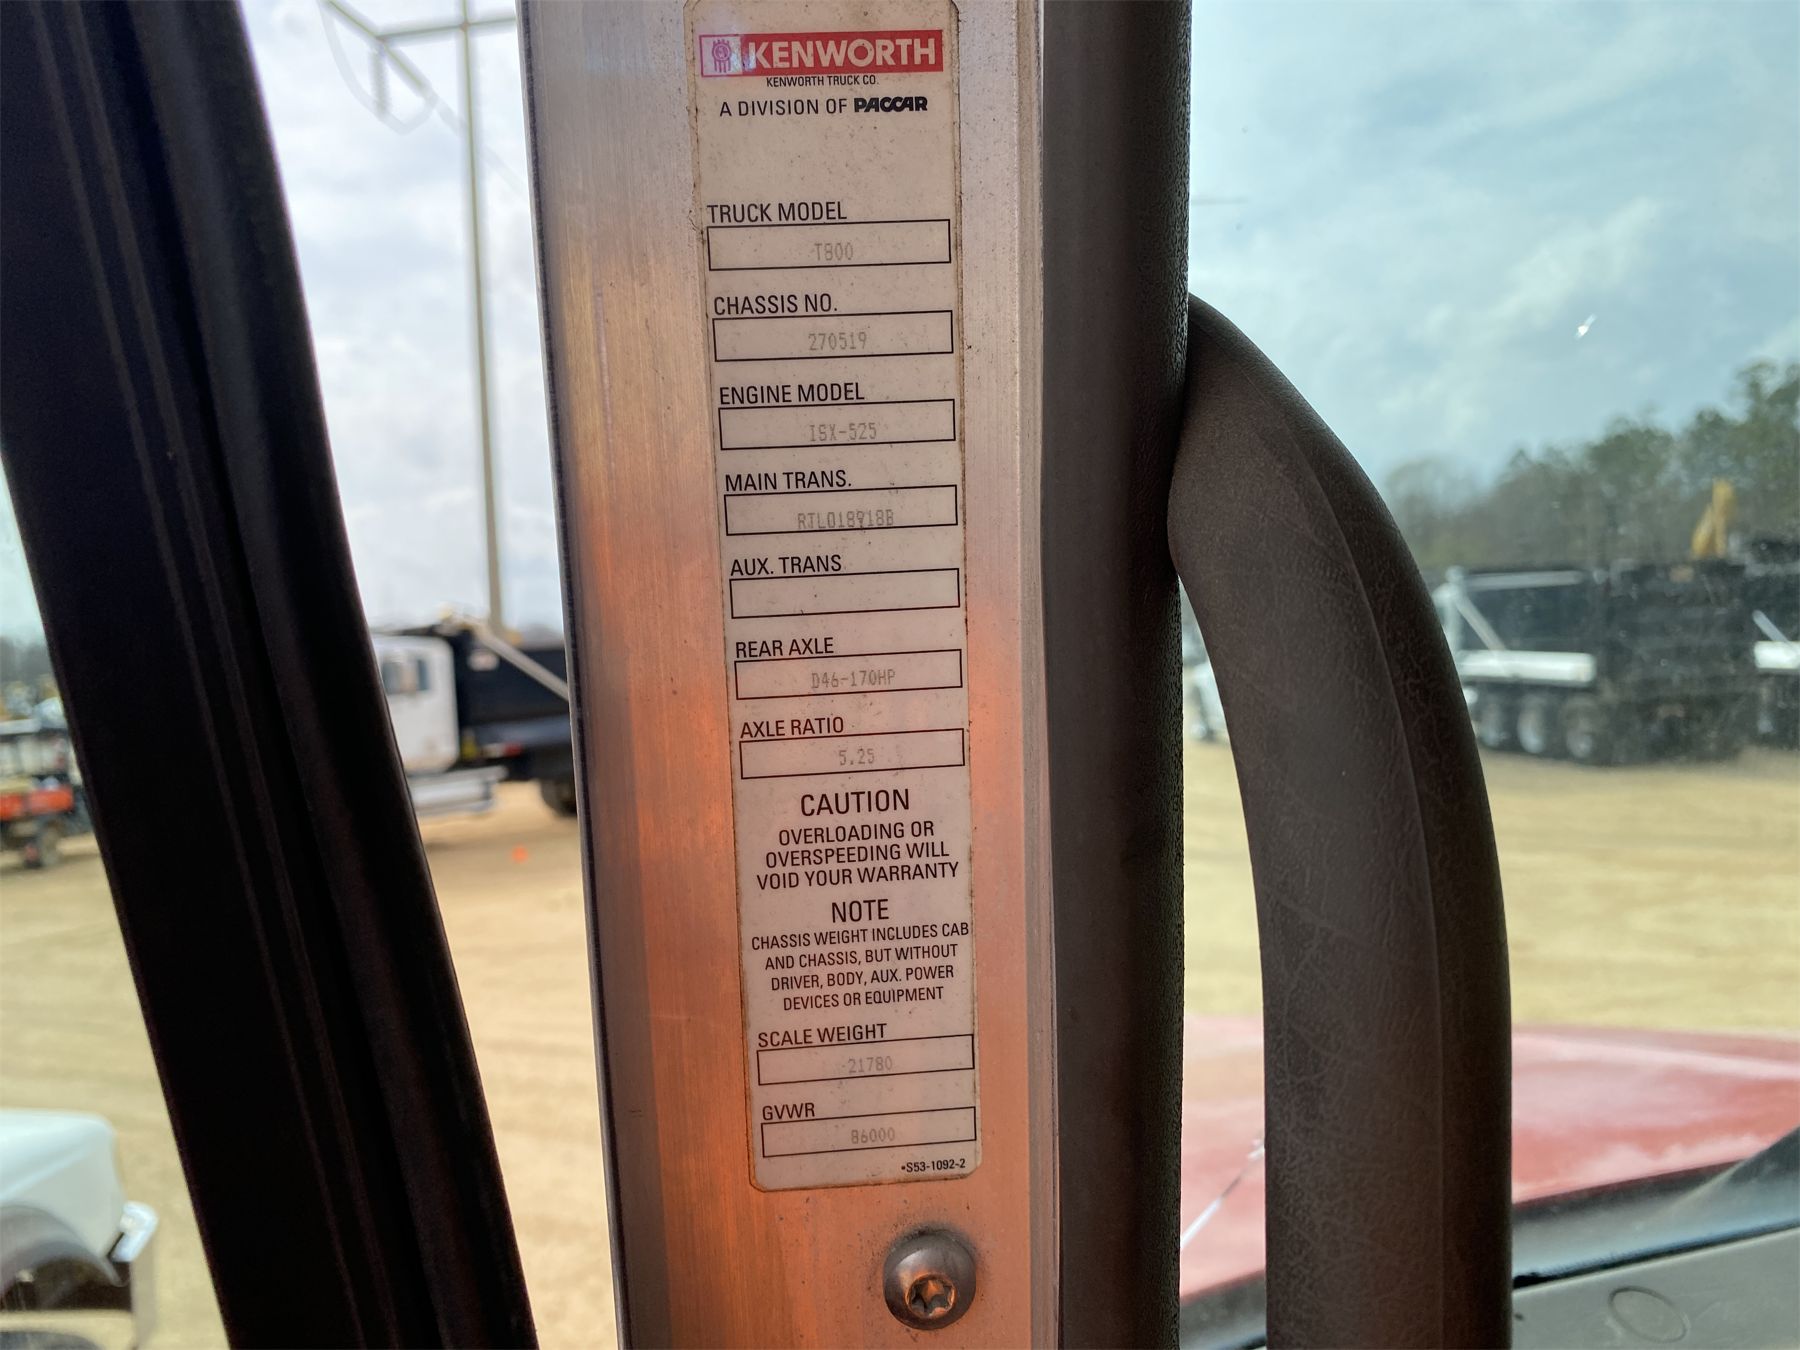 KENWORTH
KENWORTH TRUCK CO.
A DIVISION OF PACCAR
TRUCK MODEL
T800
CHASSIS NO.
270519
ENGINE MODEL
ISX-525
MAIN TRANS.
RTLO18918B
AUX. TRANS
REAR AXLE
D46-170HP
AXLE RATIO
5.25
CAUTION
OVERLOADING OR
OVERSPEEDING WILL
VOID YOUR WARRANTY
NOTE
CHASSIS WEIGHT INCLUDES CAB
AND CHASSIS, BUT WITHOUT
DRIVER, BODY, AUX. POWER
DEVICES OR EQUIPMENT
SCALE WEIGHT
21780
GVWR
86000
•S53-1092-2